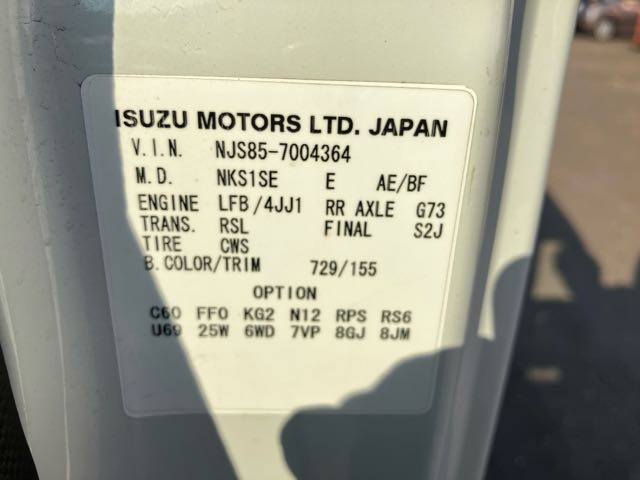 ISUZU MOTORS LTD. JAPAN
V.I.N. NJS85-7004364
M.D. NKS1SE E AE/BF
ENGINE LFB/4JJ1 RR AXLE G73
TRANS. RSL FINAL S2J
TIRE CWS
B.COLOR/TRIM 729/155
OPTION
C60 FFO KG2 N12 RPS RS6
U69 25W 6WD 7VP 8GJ 8JM